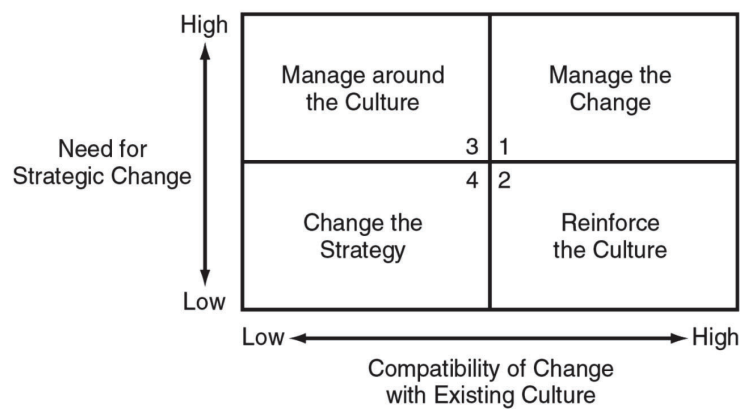 High
Manage around
the Culture
Manage the
Change
Need for
Strategic Change
3 1
4 2
Change the
Strategy
Reinforce
the Culture
Low
Low
High
Compatibility of Change
with Existing Culture